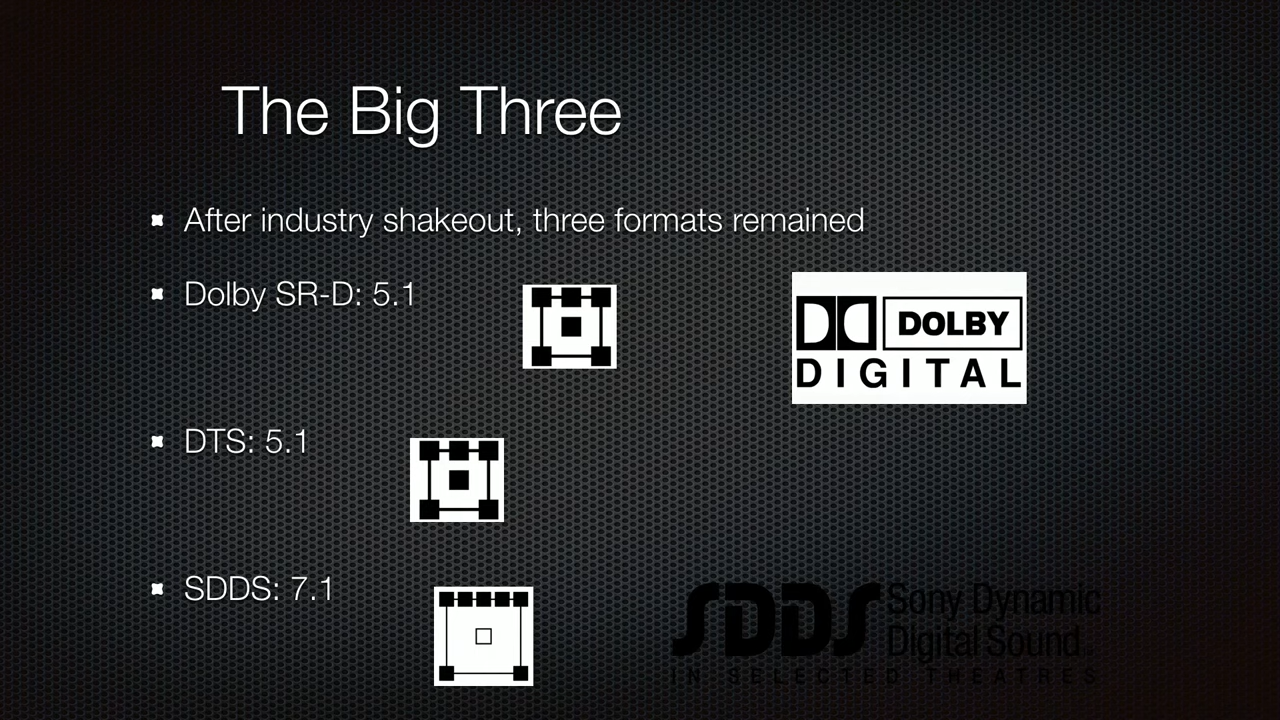 The Big Three
After industry shakeout, three formats remained
Dolby SR-D: 5.1
DOLBY
DIGITAL
DTS: 5.1
SDDS: 7.1
SDDS Sony Dynamic
Digital Sound
IN SELECTED THEATRES